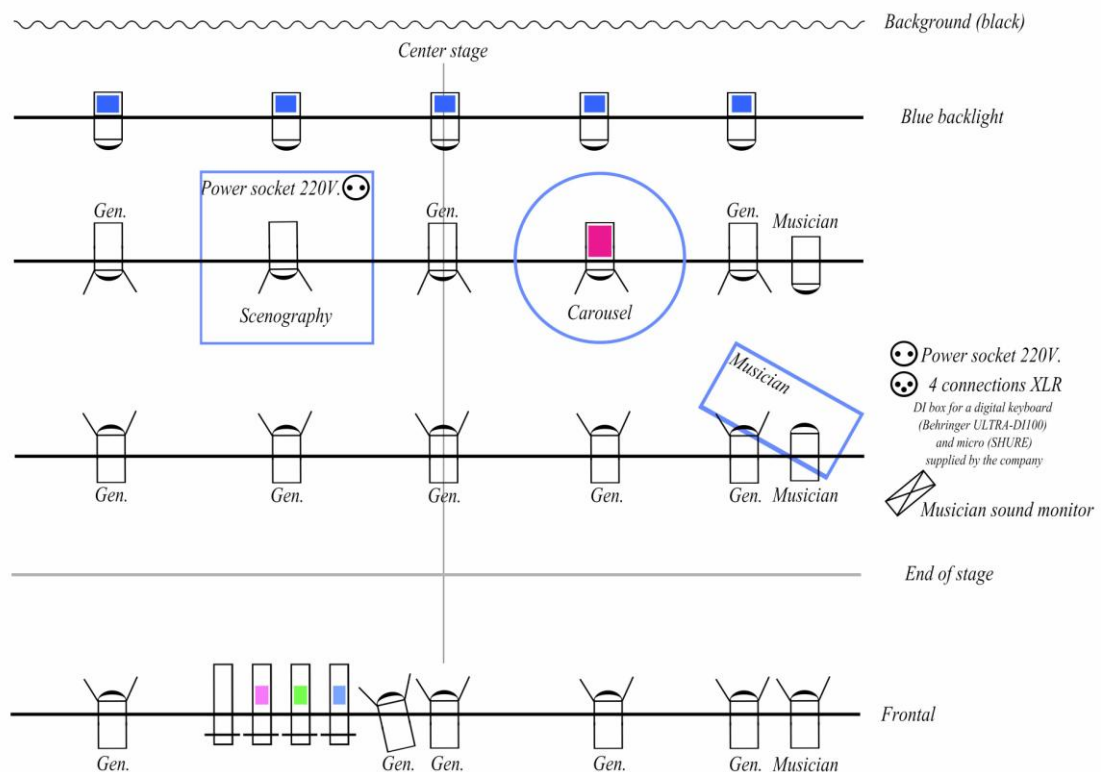 Background (black)
Center stage
Blue backlight
Power socket 220V.
Gen.
Gen.
Gen.
Musician
Scenography
Carousel
Musician
Power socket 220V.
4 connections XLR
DI box for a digital keyboard
(Behringer ULTRA-DI100)
and micro (SHURE)
supplied by the company
Gen.
Gen.
Gen.
Gen.
Gen.
Musician
Musician sound monitor
End of stage
Frontal
Gen.
Gen.
Gen.
Gen.
Gen.
Musician